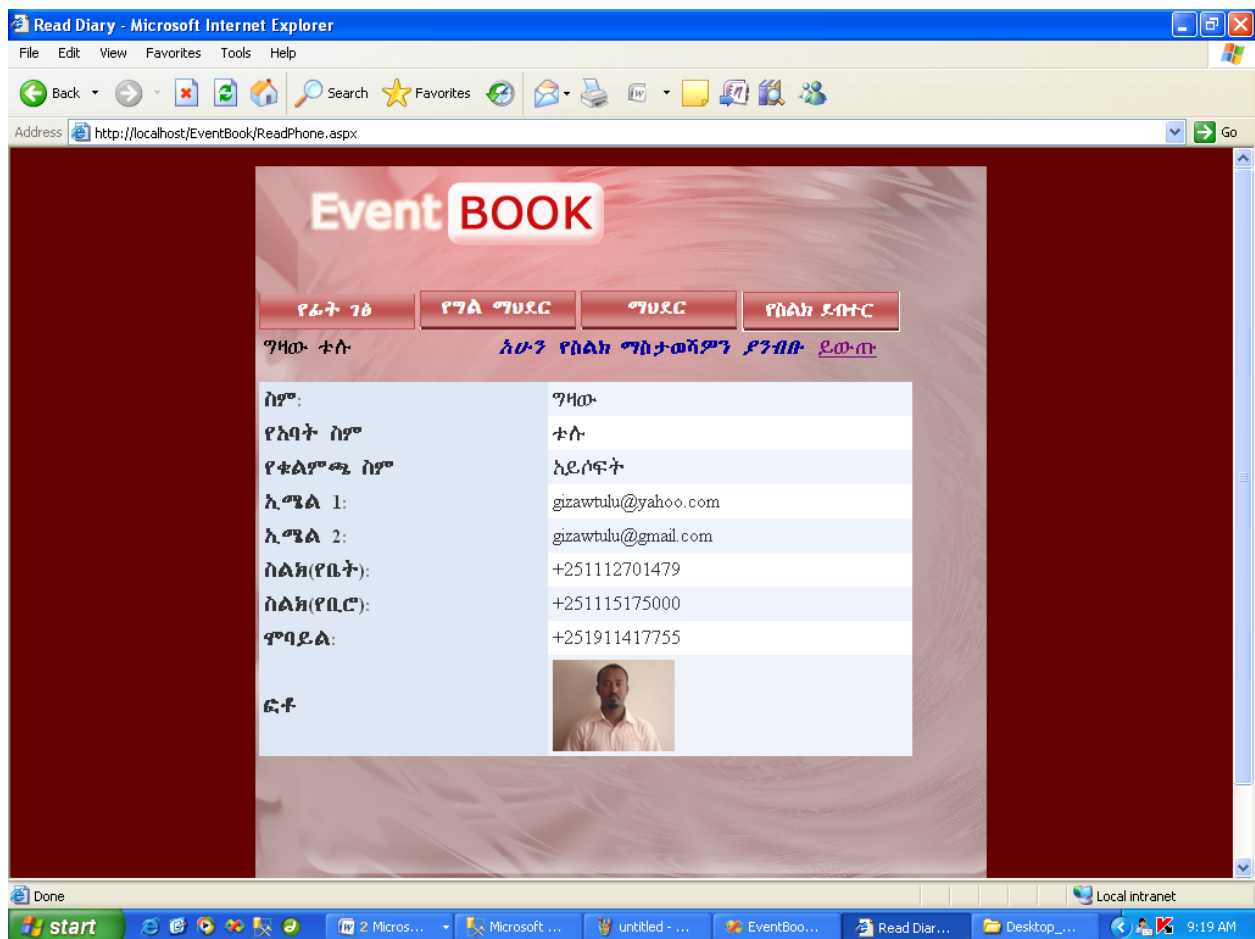 Read Diary - Microsoft Internet Explorer
File Edit View Favorites Tools Help
Back Search Favorites
Address http://localhost/EventBook/ReadPhone.aspx Go
Event BOOK
የፊት ገፅ የግል ማህደር ማህደር የስልክ ደብተር
ግዛው ቱሉ አሁን የስልክ ማስታወሻዎን ያንብቡ ይውጡ
ስም: ግዛው
የአባት ስም ቱሉ
የቁልምጫ ስም አይሶፍት
ኢሜል 1: gizawtulu@yahoo.com
ኢሜል 2: gizawtulu@gmail.com
ስልክ(የቤት): +251112701479
ስልክ(የቢሮ): +251115175000
ሞባይል: +251911417755
ፎቶ
Done Local intranet
start 2 Micros... Microsoft ... untitled - ... EventBoo... Read Diar... Desktop_... 9:19 AM